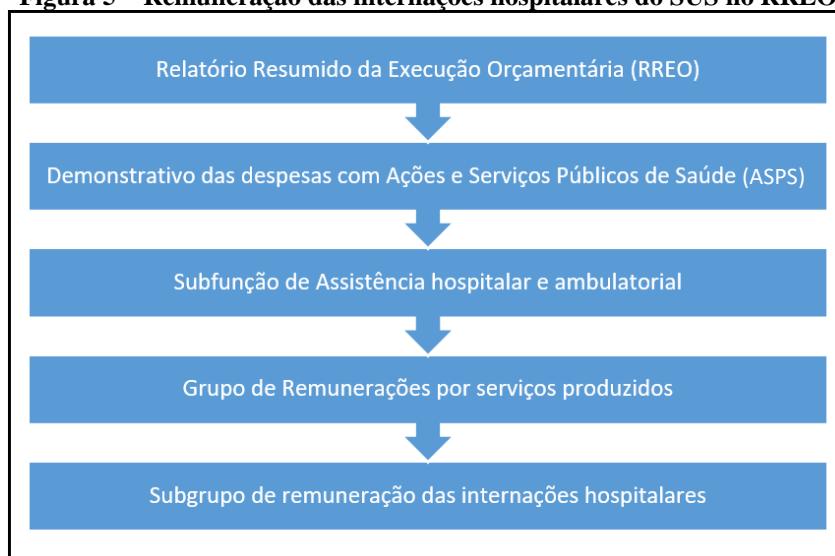 Figura 5 – Remuneração das internações hospitalares do SUS no RREO
Relatório Resumido da Execução Orçamentária (RREO)
Demonstrativo das despesas com Ações e Serviços Públicos de Saúde (ASPS)
Subfunção de Assistência hospitalar e ambulatorial
Grupo de Remunerações por serviços produzidos
Subgrupo de remuneração das internações hospitalares